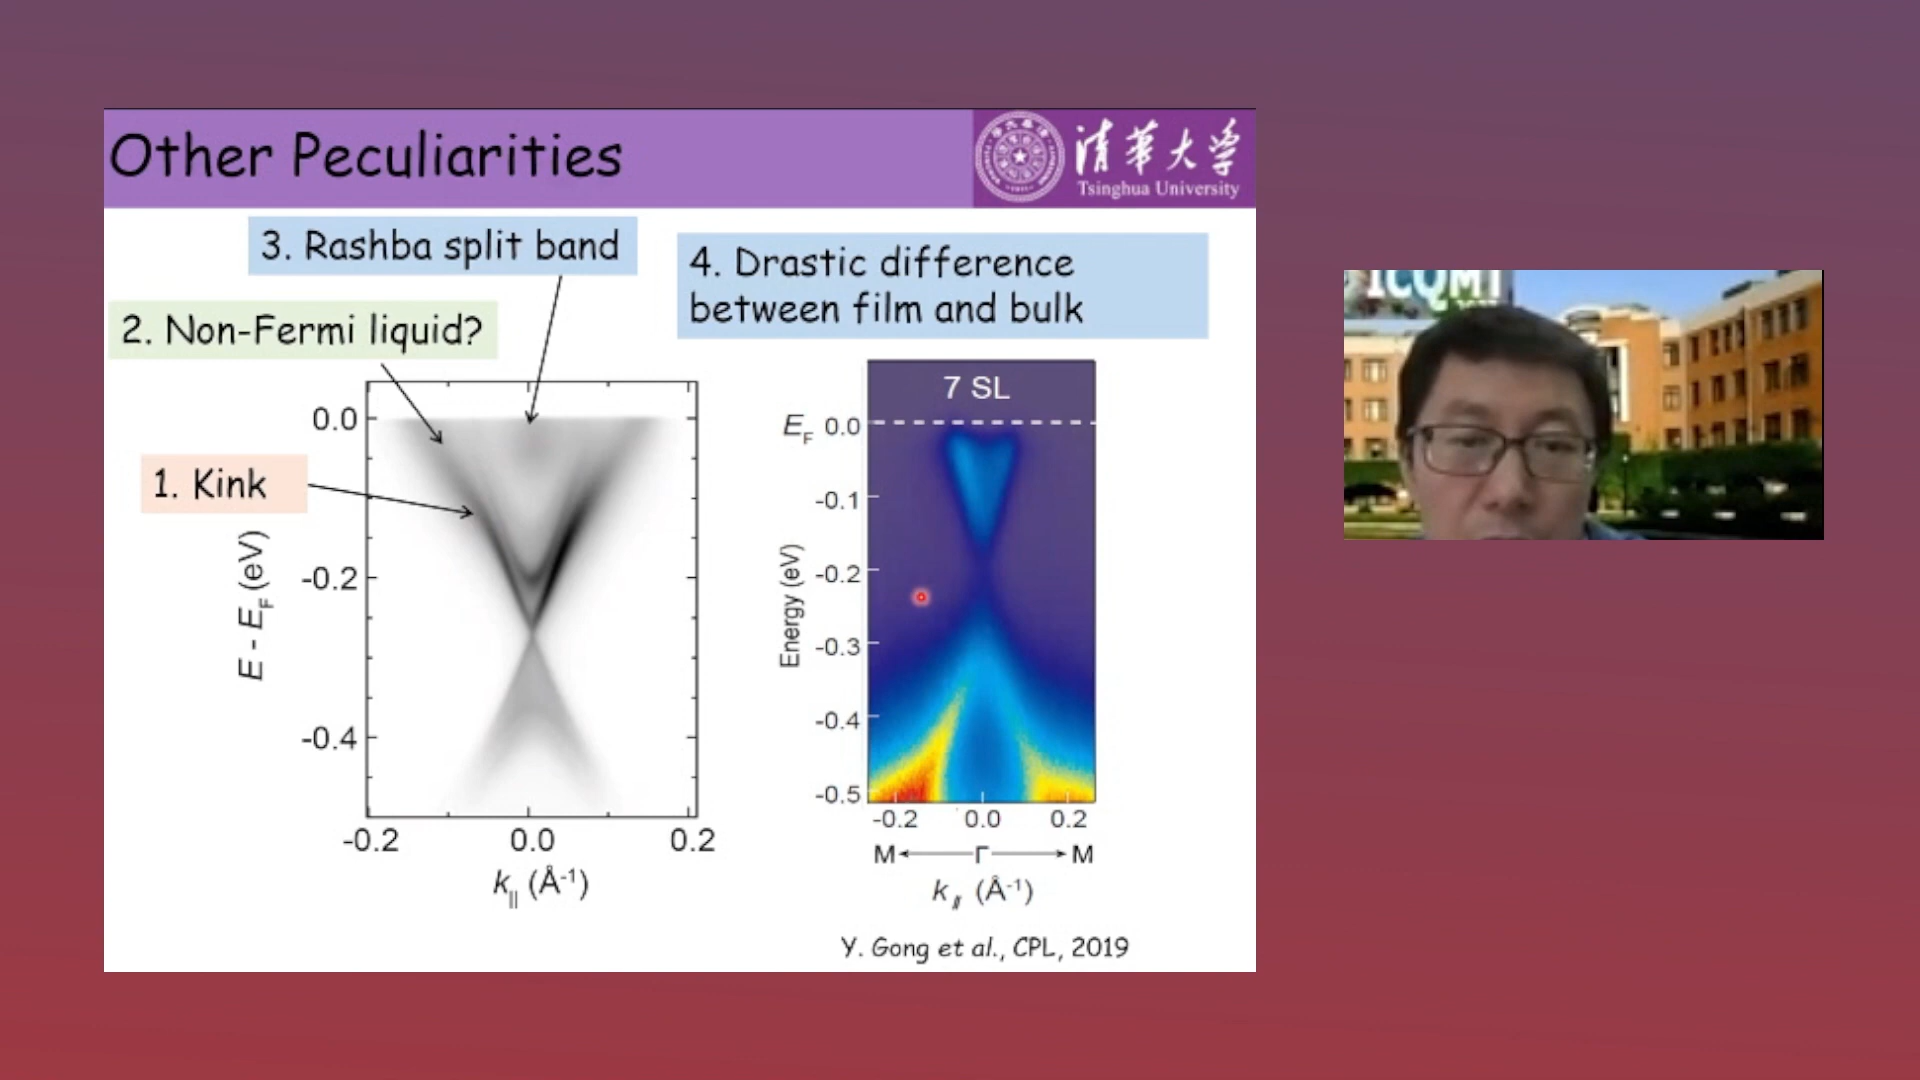 Other Peculiarities
清華大学
Tsinghua University
3. Rashba split band
4. Drastic difference
between film and bulk
2. Non-Fermi liquid?
1. Kink
0.0
-0.2
-0.4
E - E_F (eV)
-0.2 0.0 0.2
k_|| (Å⁻¹)
7 SL
E_F 0.0
-0.1
-0.2
-0.3
-0.4
-0.5
Energy (eV)
-0.2 0.0 0.2
M Γ M
k_// (Å⁻¹)
Y. Gong et al., CPL, 2019
ICQMT